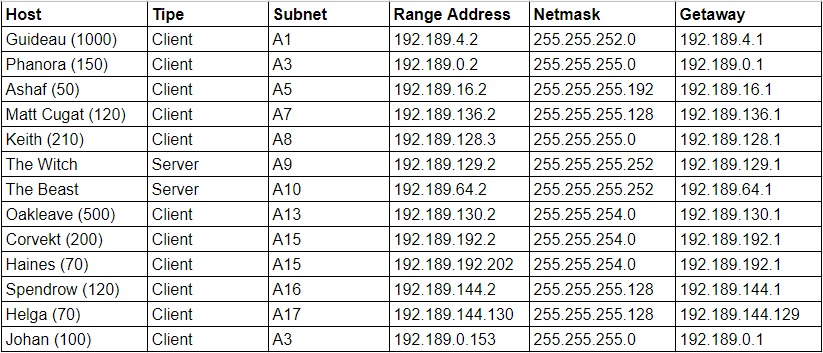 Host Tipe Subnet Range Address Netmask Getaway
Guideau (1000) Client A1 192.189.4.2 255.255.252.0 192.189.4.1
Phanora (150) Client A3 192.189.0.2 255.255.255.0 192.189.0.1
Ashaf (50) Client A5 192.189.16.2 255.255.255.192 192.189.16.1
Matt Cugat (120) Client A7 192.189.136.2 255.255.255.128 192.189.136.1
Keith (210) Client A8 192.189.128.3 255.255.255.0 192.189.128.1
The Witch Server A9 192.189.129.2 255.255.255.252 192.189.129.1
The Beast Server A10 192.189.64.2 255.255.255.252 192.189.64.1
Oakleave (500) Client A13 192.189.130.2 255.255.254.0 192.189.130.1
Corvekt (200) Client A15 192.189.192.2 255.255.254.0 192.189.192.1
Haines (70) Client A15 192.189.192.202 255.255.254.0 192.189.192.1
Spendrow (120) Client A16 192.189.144.2 255.255.255.128 192.189.144.1
Helga (70) Client A17 192.189.144.130 255.255.255.128 192.189.144.129
Johan (100) Client A3 192.189.0.153 255.255.255.0 192.189.0.1